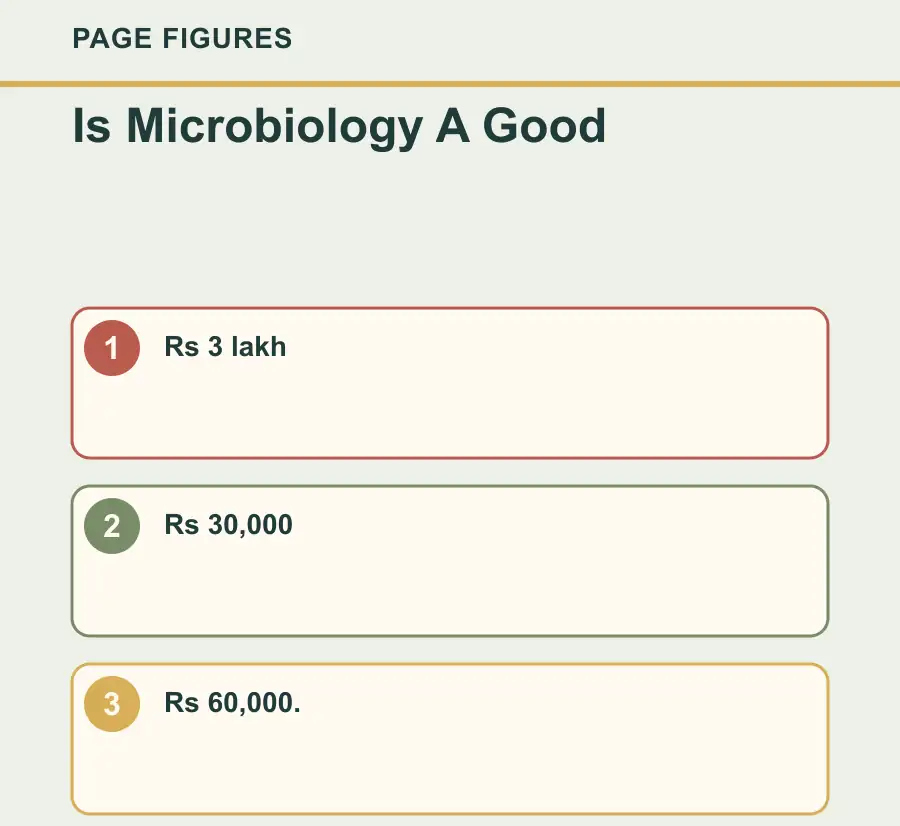 PAGE FIGURES
Is Microbiology A Good
1
Rs 3 lakh
2
Rs 30,000
3
Rs 60,000.